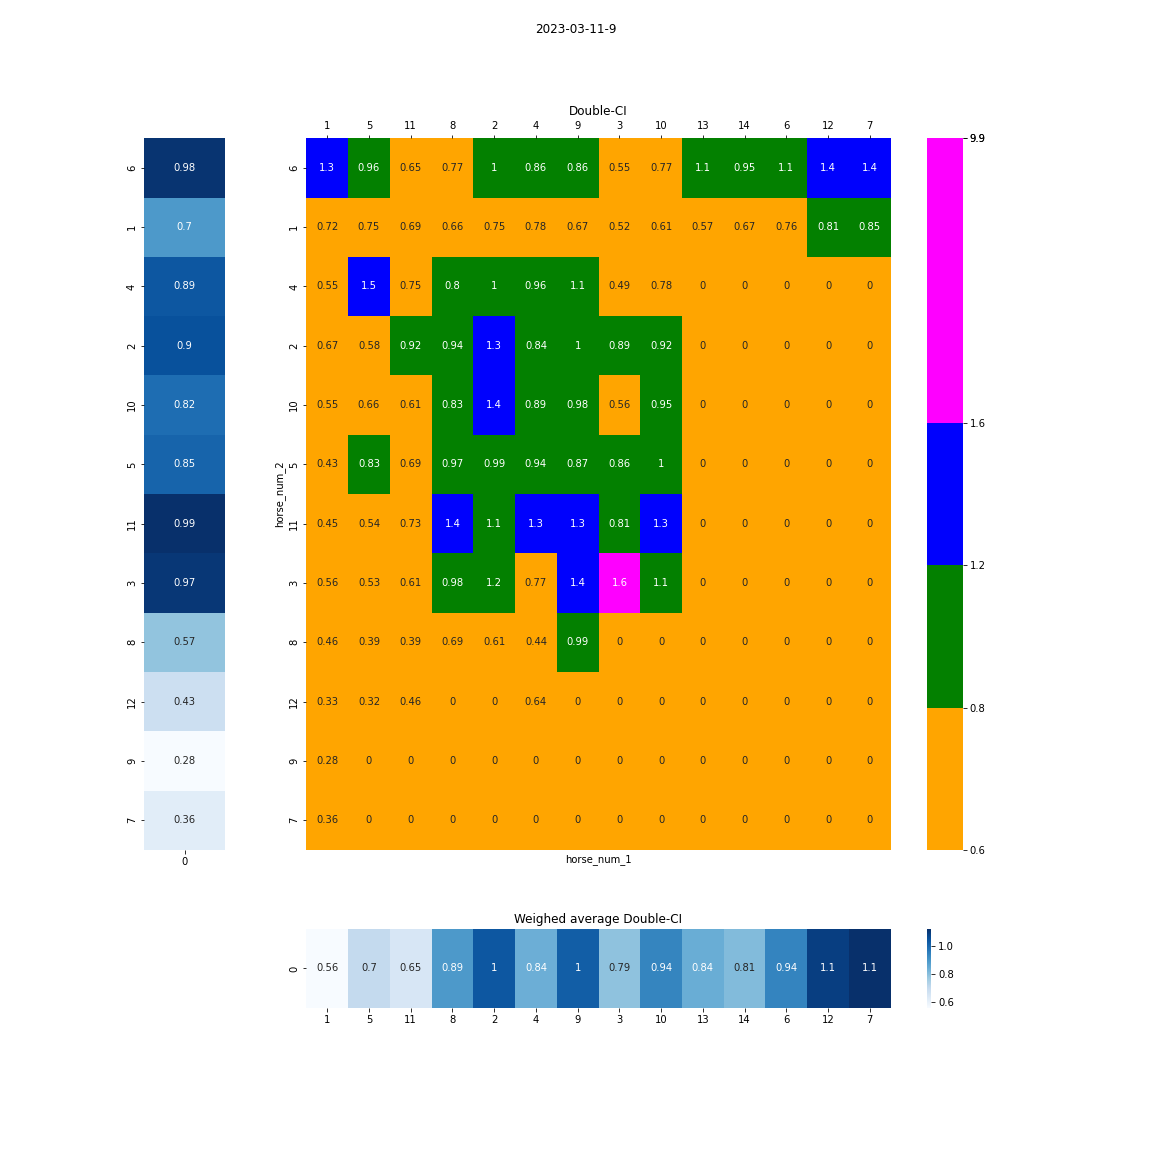 2023-03-11-9
Double-CI
1 5 11 8 2 4 9 3 10 13 14 6 12 7
9.9
6 0.98 6 1.3 0.96 0.65 0.77 1 0.86 0.86 0.55 0.77 1.1 0.95 1.1 1.4 1.4
1 0.7 1 0.72 0.75 0.69 0.66 0.75 0.78 0.67 0.52 0.61 0.57 0.67 0.76 0.81 0.85
4 0.89 4 0.55 1.5 0.75 0.8 1 0.96 1.1 0.49 0.78 0 0 0 0 0
2 0.9 2 0.67 0.58 0.92 0.94 1.3 0.84 1 0.89 0.92 0 0 0 0 0
10 0.82 10 0.55 0.66 0.61 0.83 1.4 0.89 0.98 0.56 0.95 0 0 0 0 0
1.6
5 0.85 5 0.43 0.83 0.69 0.97 0.99 0.94 0.87 0.86 1 0 0 0 0 0
horse_num_2
11 0.99 11 0.45 0.54 0.73 1.4 1.1 1.3 1.3 0.81 1.3 0 0 0 0 0
1.2
3 0.97 3 0.56 0.53 0.61 0.98 1.2 0.77 1.4 1.6 1.1 0 0 0 0 0
8 0.57 8 0.46 0.39 0.39 0.69 0.61 0.44 0.99 0 0 0 0 0 0 0
12 0.43 12 0.33 0.32 0.46 0 0 0.64 0 0 0 0 0 0 0 0
0.8
9 0.28 9 0.28 0 0 0 0 0 0 0 0 0 0 0 0 0
7 0.36 7 0.36 0 0 0 0 0 0 0 0 0 0 0 0 0
0.6
0 horse_num_1
Weighed average Double-CI
1.0
0 0.56 0.7 0.65 0.89 1 0.84 1 0.79 0.94 0.84 0.81 0.94 1.1 1.1
0.8
0.6
1 5 11 8 2 4 9 3 10 13 14 6 12 7